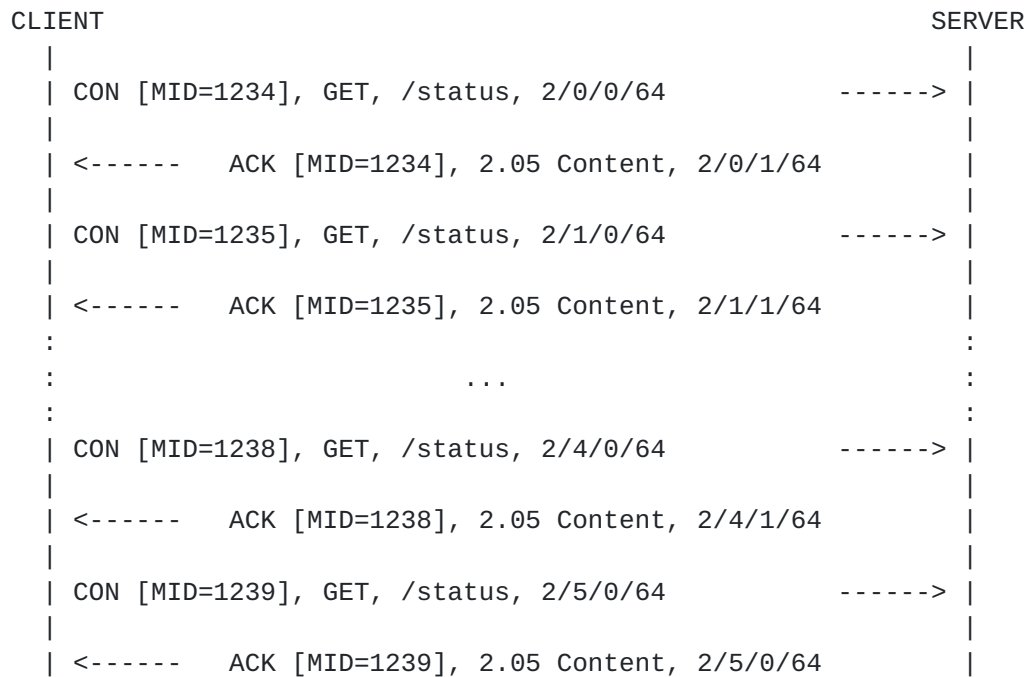 CLIENT                                                     SERVER
  |                                                          |
  | CON [MID=1234], GET, /status, 2/0/0/64           ------> |
  |                                                          |
  | <------   ACK [MID=1234], 2.05 Content, 2/0/1/64         |
  |                                                          |
  | CON [MID=1235], GET, /status, 2/1/0/64           ------> |
  |                                                          |
  | <------   ACK [MID=1235], 2.05 Content, 2/1/1/64         |
  :                                                          :
  :                          ...                             :
  :                                                          :
  | CON [MID=1238], GET, /status, 2/4/0/64           ------> |
  |                                                          |
  | <------   ACK [MID=1238], 2.05 Content, 2/4/1/64         |
  |                                                          |
  | CON [MID=1239], GET, /status, 2/5/0/64           ------> |
  |                                                          |
  | <------   ACK [MID=1239], 2.05 Content, 2/5/0/64         |